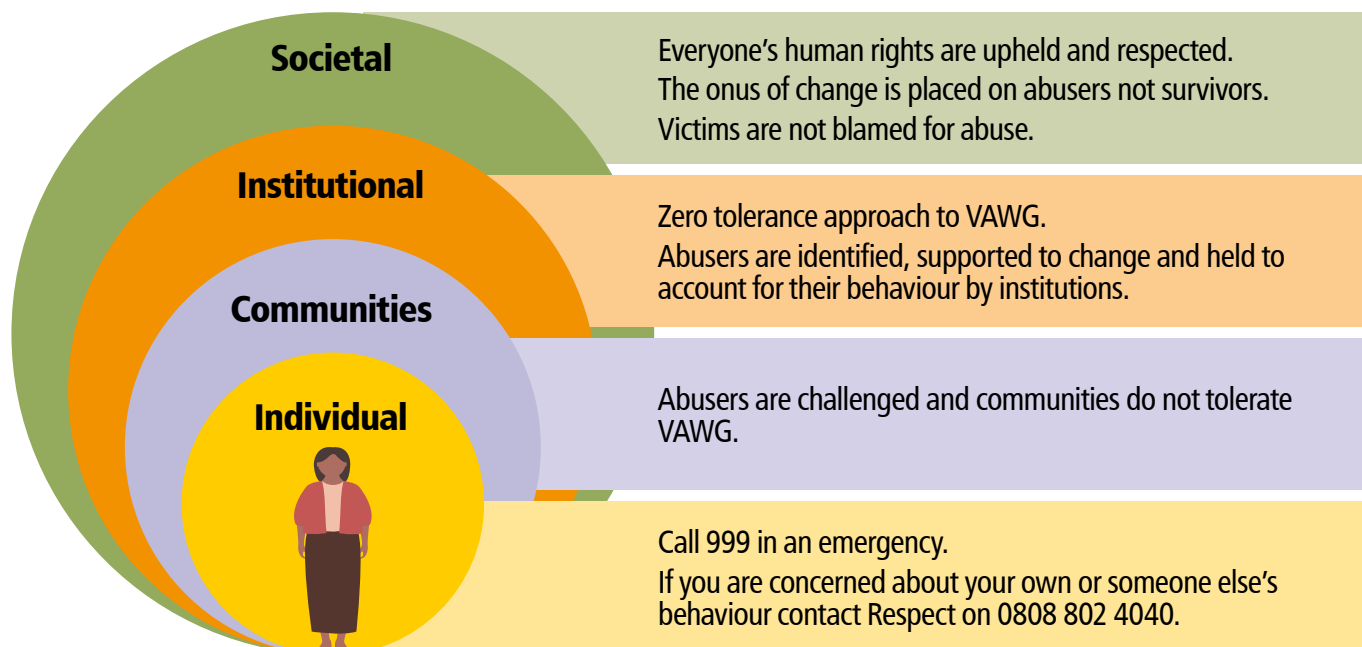 Societal
Everyone’s human rights are upheld and respected.
The onus of change is placed on abusers not survivors.
Victims are not blamed for abuse.
Institutional
Zero tolerance approach to VAWG.
Abusers are identified, supported to change and held to
account for their behaviour by institutions.
Communities
Abusers are challenged and communities do not tolerate
VAWG.
Individual
Call 999 in an emergency.
If you are concerned about your own or someone else’s
behaviour contact Respect on 0808 802 4040.